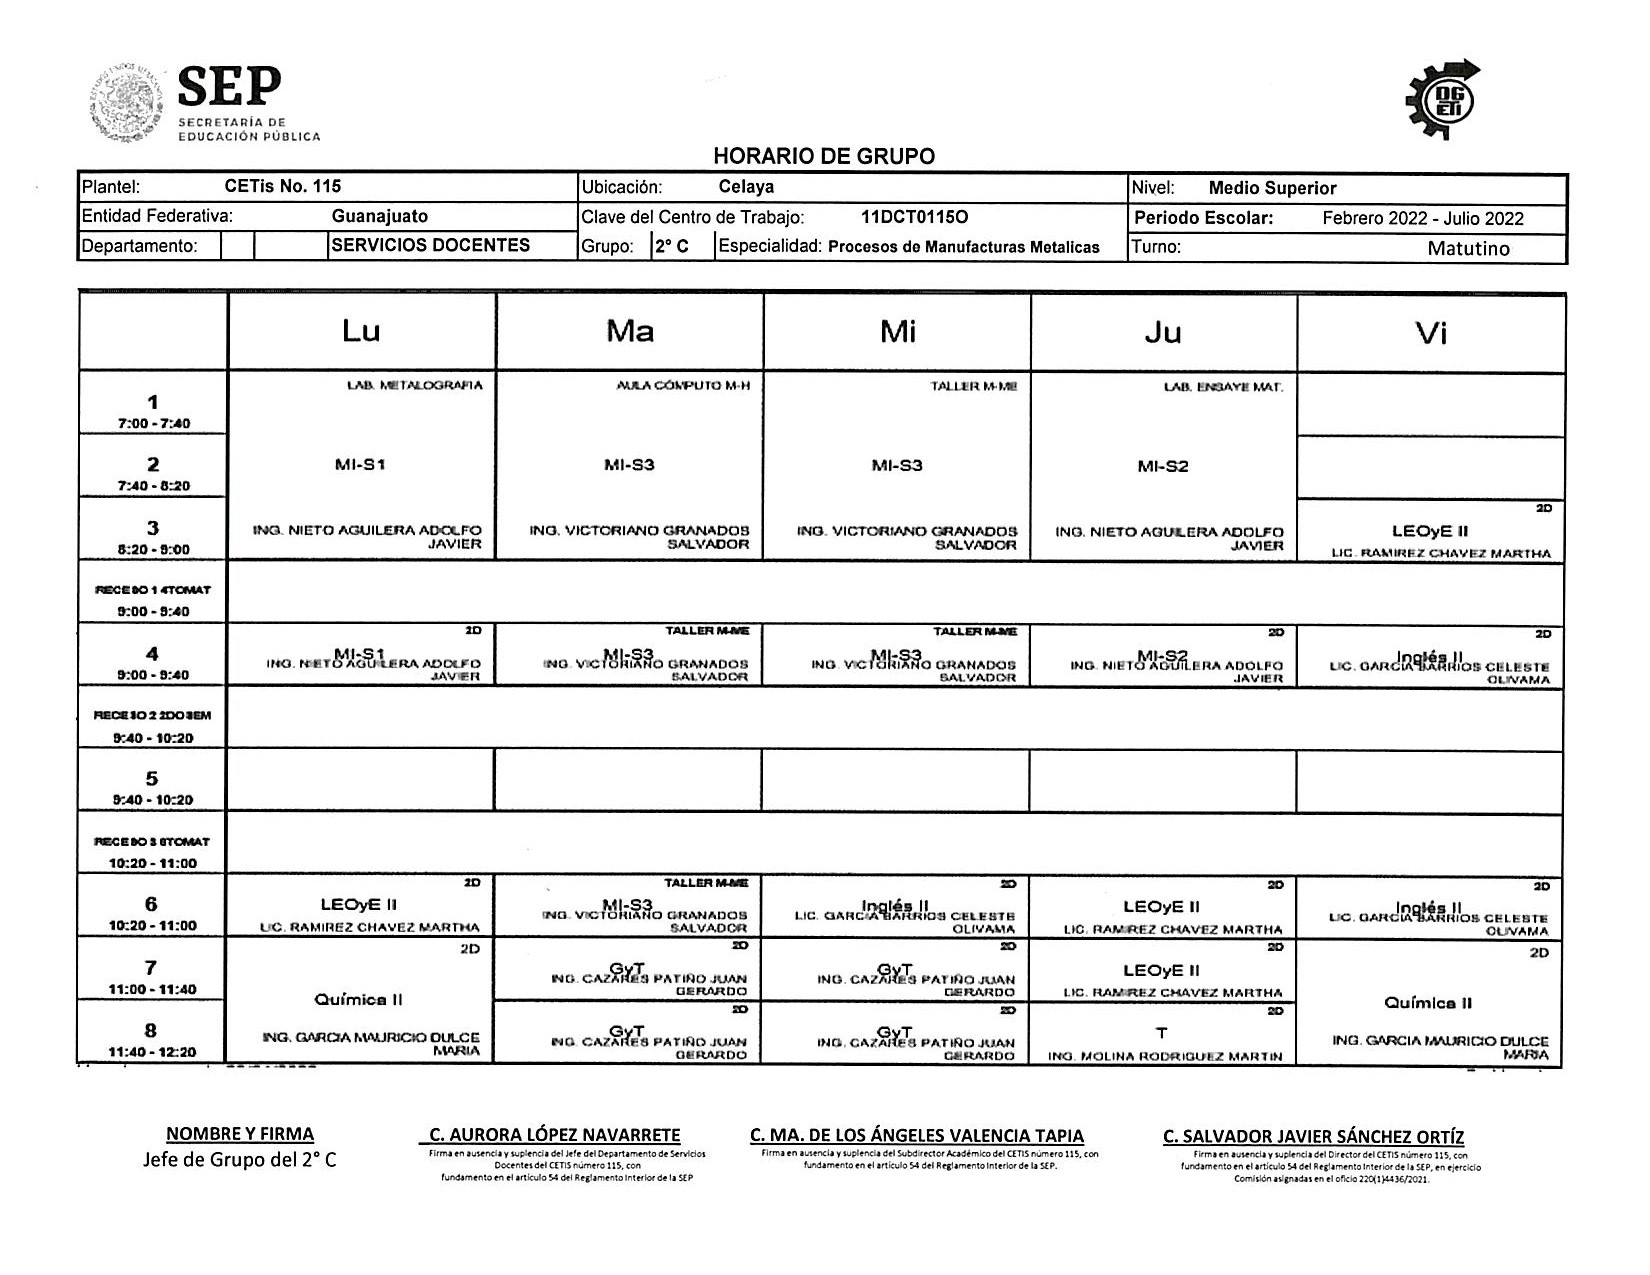 SEP
SECRETARÍA DE
EDUCACIÓN PÚBLICA
DG
ETI
HORARIO DE GRUPO
Plantel: CETis No. 115 Ubicación: Celaya Nivel: Medio Superior
Entidad Federativa: Guanajuato Clave del Centro de Trabajo: 11DCT0115O Periodo Escolar: Febrero 2022 - Julio 2022
Departamento: SERVICIOS DOCENTES Grupo: 2° C Especialidad: Procesos de Manufacturas Metalicas Turno: Matutino
Lu Ma Mi Ju Vi
LAB. METALOGRAFIA AULA CÓMPUTO M-H TALLER M-ME LAB. ENSAYE MAT.
1
7:00 - 7:40
2 MI-S1 MI-S3 MI-S3 MI-S2
7:40 - 8:20
2D
3 ING. NIETO AGUILERA ADOLFO ING. VICTORIANO GRANADOS ING. VICTORIANO GRANADOS ING. NIETO AGUILERA ADOLFO LEOyE II
8:20 - 9:00 JAVIER SALVADOR SALVADOR JAVIER LIC. RAMIREZ CHAVEZ MARTHA
RECESO 1 4TOMAT
9:00 - 9:40
2D TALLER M-ME TALLER M-ME 2D 2D
4 MI-S1 MI-S3 MI-S3 MI-S2 Inglés II
ING. NIETO AGUILERA ADOLFO ING. VICTORIANO GRANADOS ING. VICTORIANO GRANADOS ING. NIETO AGUILERA ADOLFO LIC. GARCIA BARRIOS CELESTE
9:00 - 9:40 JAVIER SALVADOR SALVADOR JAVIER OLIVAMA
RECESO 2 2DOSEM
9:40 - 10:20
5
9:40 - 10:20
RECESO 3 6TOMAT
10:20 - 11:00
2D TALLER M-ME 2D 2D 2D
6 LEOyE II MI-S3 Inglés II LEOyE II Inglés II
ING. VICTORIANO GRANADOS LIC. GARCIA BARRIOS CELESTE LIC. GARCIA BARRIOS CELESTE
10:20 - 11:00 LIC. RAMIREZ CHAVEZ MARTHA SALVADOR OLIVAMA LIC. RAMIREZ CHAVEZ MARTHA OLIVAMA
2D 2D 2D 2D 2D
7 GyT GyT LEOyE II
ING. CAZARES PATIÑO JUAN ING. CAZARES PATIÑO JUAN
11:00 - 11:40 GERARDO GERARDO LIC. RAMIREZ CHAVEZ MARTHA
Química II Química II
2D 2D 2D
8 GyT GyT T
ING. GARCIA MAURICIO DULCE ING. CAZARES PATIÑO JUAN ING. CAZARES PATIÑO JUAN ING. GARCIA MAURICIO DULCE
11:40 - 12:20 MARIA GERARDO GERARDO ING. MOLINA RODRIGUEZ MARTIN MARIA
NOMBRE Y FIRMA
Jefe de Grupo del 2° C
C. AURORA LÓPEZ NAVARRETE
Firma en ausencia y suplencia del Jefe del Departamento de Servicios
Docentes del CETIS número 115, con
fundamento en el artículo 54 del Reglamento Interior de la SEP
C. MA. DE LOS ÁNGELES VALENCIA TAPIA
Firma en ausencia y suplencia del Subdirector Académico del CETIS número 115, con
fundamento en el artículo 54 del Reglamento Interior de la SEP.
C. SALVADOR JAVIER SÁNCHEZ ORTÍZ
Firma en ausencia y suplencia del Director del CETIS número 115, con
fundamento en el artículo 54 del Reglamento Interior de la SEP, en ejercicio
Comisión asignadas en el oficio 220(1)4436/2021.